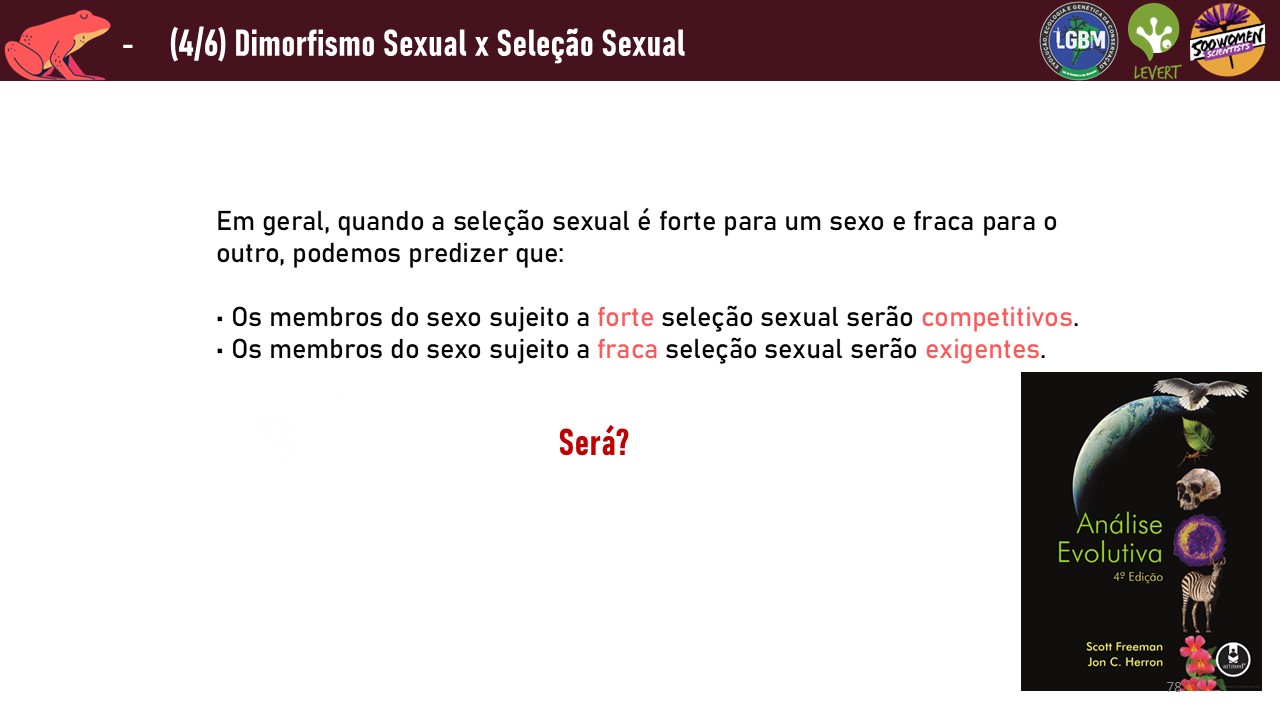 - (4/6) Dimorfismo Sexual x Seleção Sexual
LGBM
LEVERT
500 WOMEN
SCIENTISTS
Em geral, quando a seleção sexual é forte para um sexo e fraca para o
outro, podemos predizer que:
▪ Os membros do sexo sujeito a forte seleção sexual serão competitivos.
▪ Os membros do sexo sujeito a fraca seleção sexual serão exigentes.
Será?
Análise
Evolutiva
4ª Edição
Scott Freeman
Jon C. Herron
artmed
78